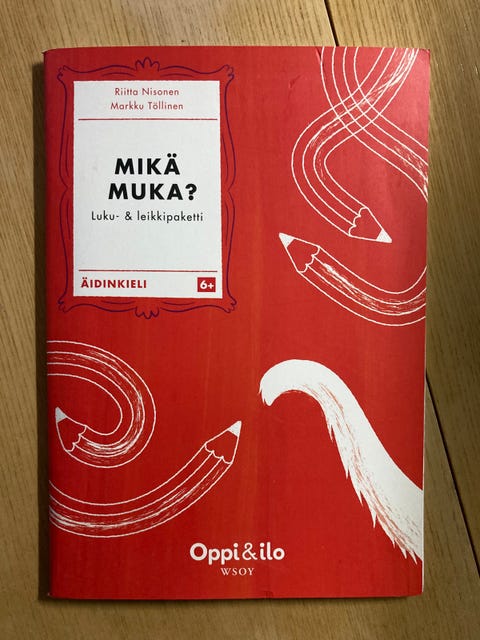 Riitta Nisonen
Markku Töllinen
MIKÄ
MUKA?
Luku- & leikkipaketti
ÄIDINKIELI 6+
Oppi&ilo
WSOY